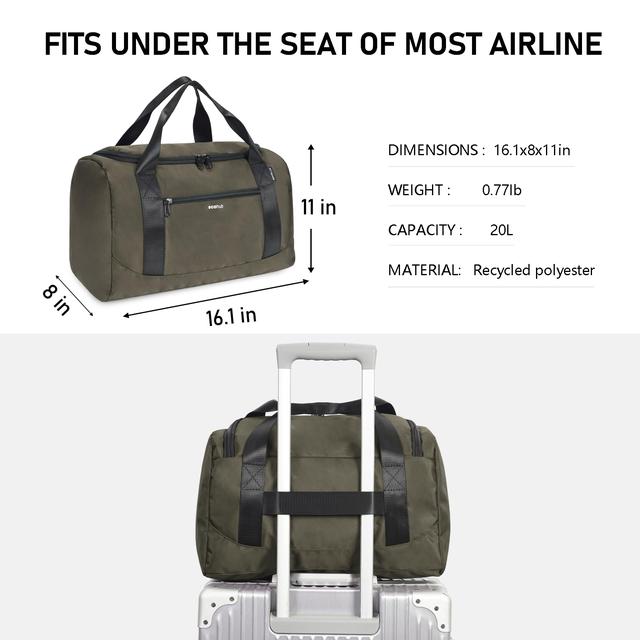 FITS UNDER THE SEAT OF MOST AIRLINE
DIMENSIONS : 16.1x8x11in
WEIGHT : 0.77lb
CAPACITY : 20L
MATERIAL: Recycled polyester
11 in
8 in
16.1 in